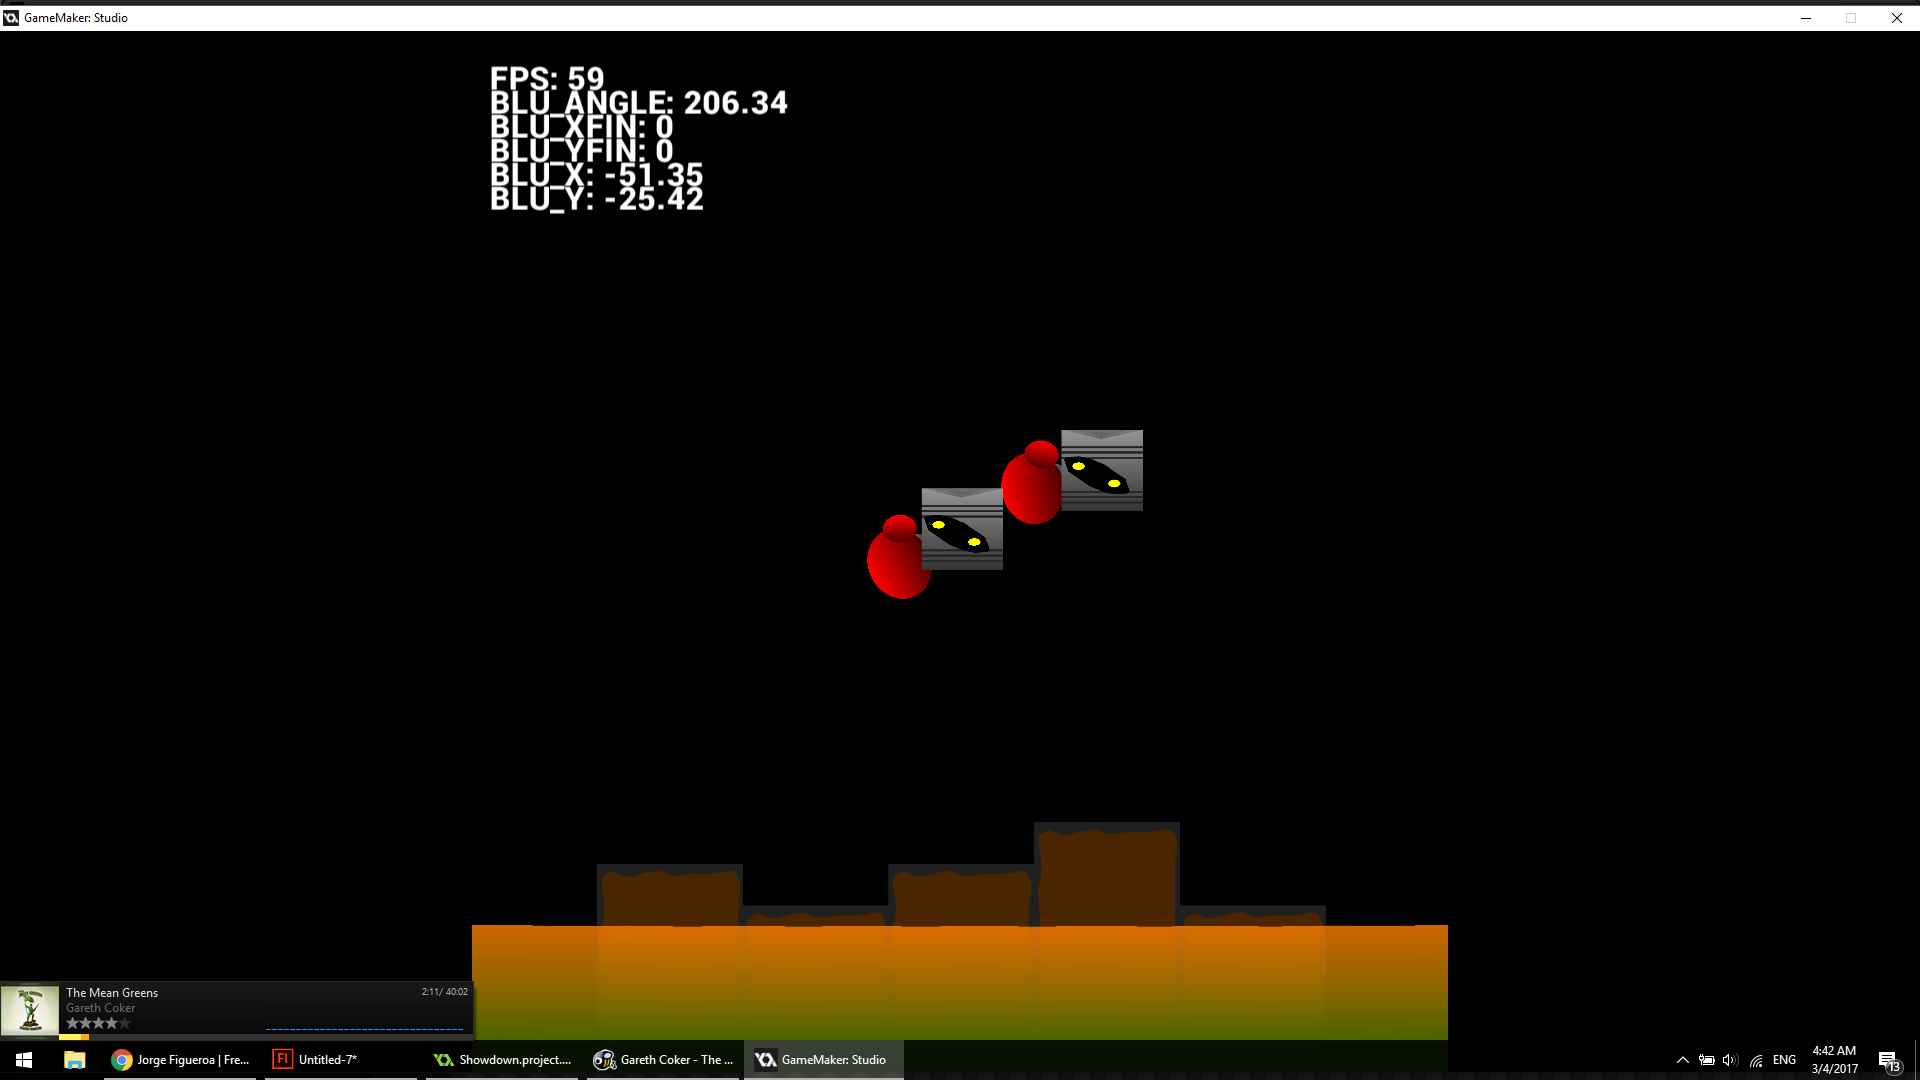 GameMaker: Studio
FPS: 59
BLU_ANGLE: 206.34
BLU_XFIN: 0
BLU_YFIN: 0
BLU_X: -51.35
BLU_Y: -25.42
The Mean Greens
2:11/ 40:02
Gareth Coker
Jorge Figueroa | Fre...
Fl
Untitled-7*
Showdown.project....
Gareth Coker - The ...
GameMaker: Studio
ENG
4:42 AM
3/4/2017
13